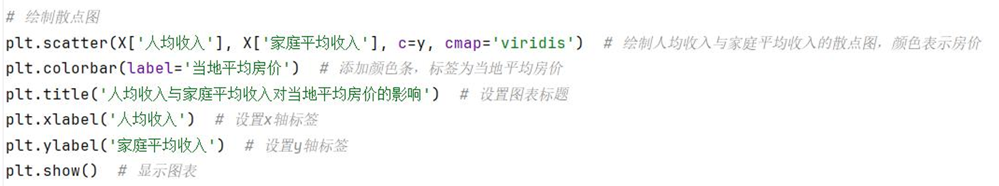 # 绘制散点图
plt.scatter(X['人均收入'], X['家庭平均收入'], c=y, cmap='viridis')  # 绘制人均收入与家庭平均收入的散点图，颜色表示房价
plt.colorbar(label='当地平均房价')  # 添加颜色条，标签为当地平均房价
plt.title('人均收入与家庭平均收入对当地平均房价的影响')  # 设置图表标题
plt.xlabel('人均收入')  # 设置x轴标签
plt.ylabel('家庭平均收入')  # 设置y轴标签
plt.show()  # 显示图表